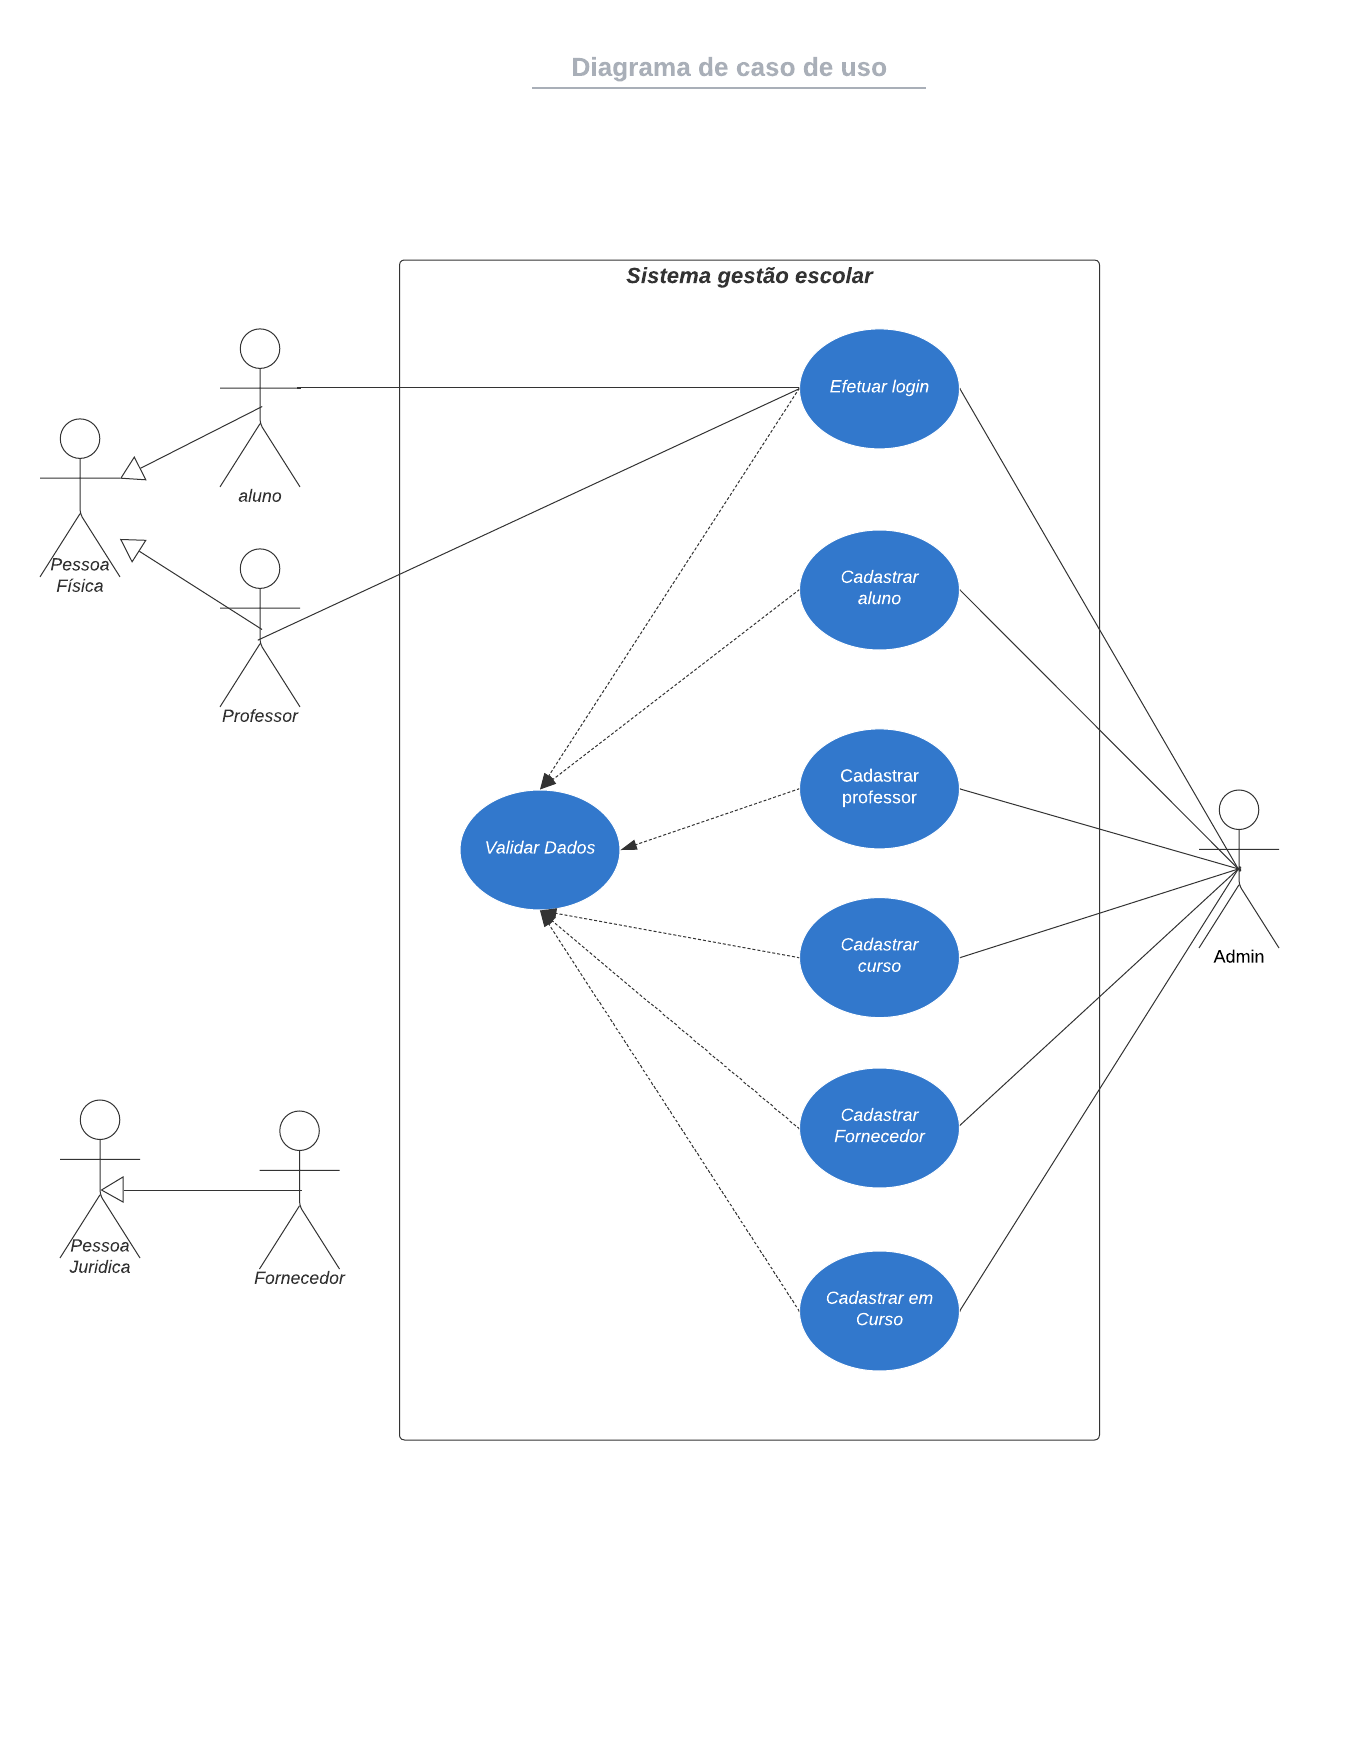 Diagrama de caso de uso
Sistema gestão escolar
Efetuar login
aluno
Pessoa
Física
Cadastrar
aluno
Professor
Cadastrar
professor
Validar Dados
Cadastrar
curso
Admin
Cadastrar
Fornecedor
Pessoa
Juridica
Fornecedor
Cadastrar em
Curso